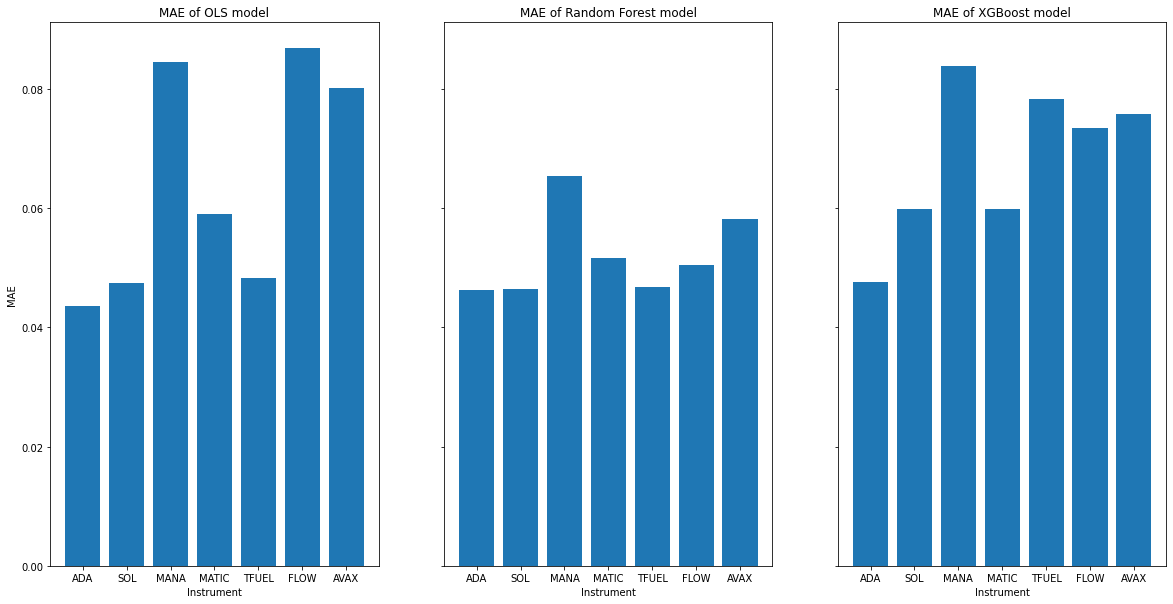 MAE of OLS model
MAE of Random Forest model
MAE of XGBoost model
0.08
0.06
0.04
0.02
0.00
MAE
ADA SOL MANA MATIC TFUEL FLOW AVAX
ADA SOL MANA MATIC TFUEL FLOW AVAX
ADA SOL MANA MATIC TFUEL FLOW AVAX
Instrument
Instrument
Instrument